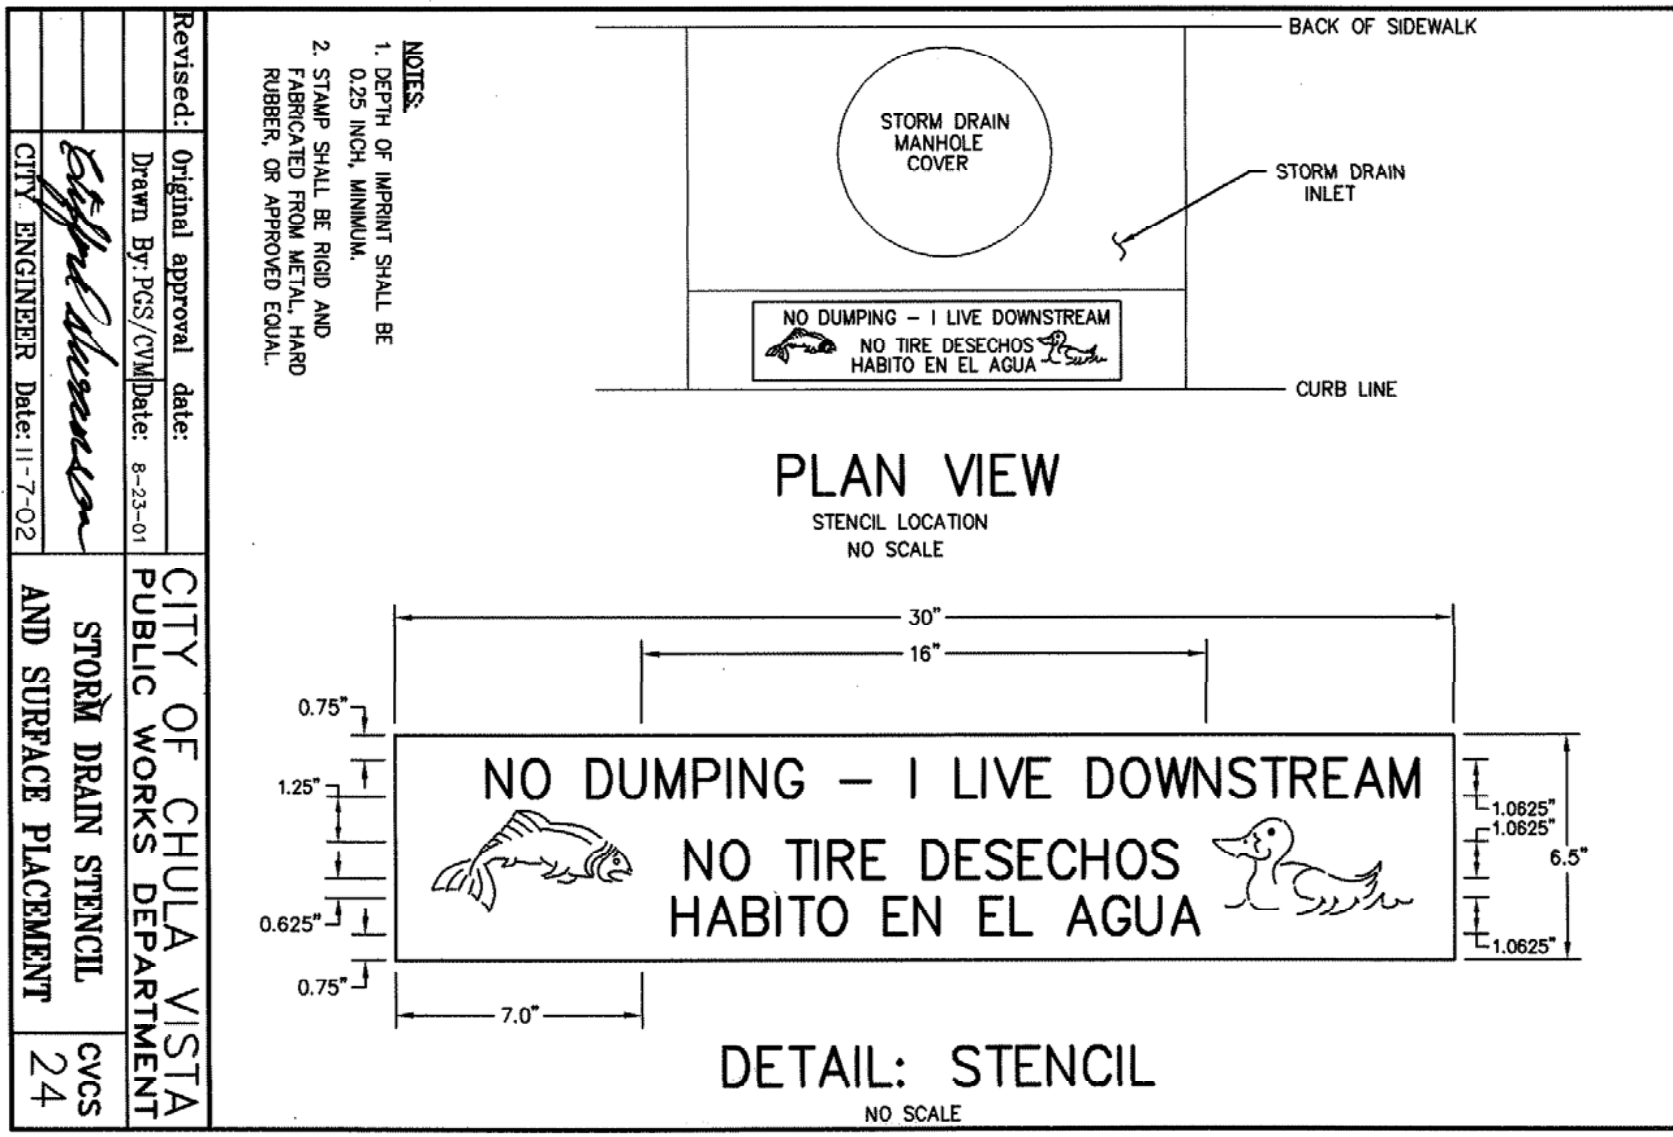 BACK OF SIDEWALK
STORM DRAIN
MANHOLE
COVER
STORM DRAIN
INLET
NO DUMPING – I LIVE DOWNSTREAM
NO TIRE DESECHOS
HABITO EN EL AGUA
CURB LINE
PLAN VIEW
STENCIL LOCATION
NO SCALE
NOTES:
1. DEPTH OF IMPRINT SHALL BE
0.25 INCH, MINIMUM.
2. STAMP SHALL BE RIGID AND
FABRICATED FROM METAL, HARD
RUBBER, OR APPROVED EQUAL.
30"
16"
0.75"
1.25"
0.625"
0.75"
7.0"
NO DUMPING – I LIVE DOWNSTREAM
NO TIRE DESECHOS
HABITO EN EL AGUA
1.0625"
1.0625"
6.5"
1.0625"
DETAIL: STENCIL
NO SCALE
Revised:
Original approval date:
Drawn By: PGS/CVM Date: 8-23-01
CITY ENGINEER Date: 11-7-02
CITY OF CHULA VISTA
PUBLIC WORKS DEPARTMENT
STORM DRAIN STENCIL
AND SURFACE PLACEMENT
CVCS
24